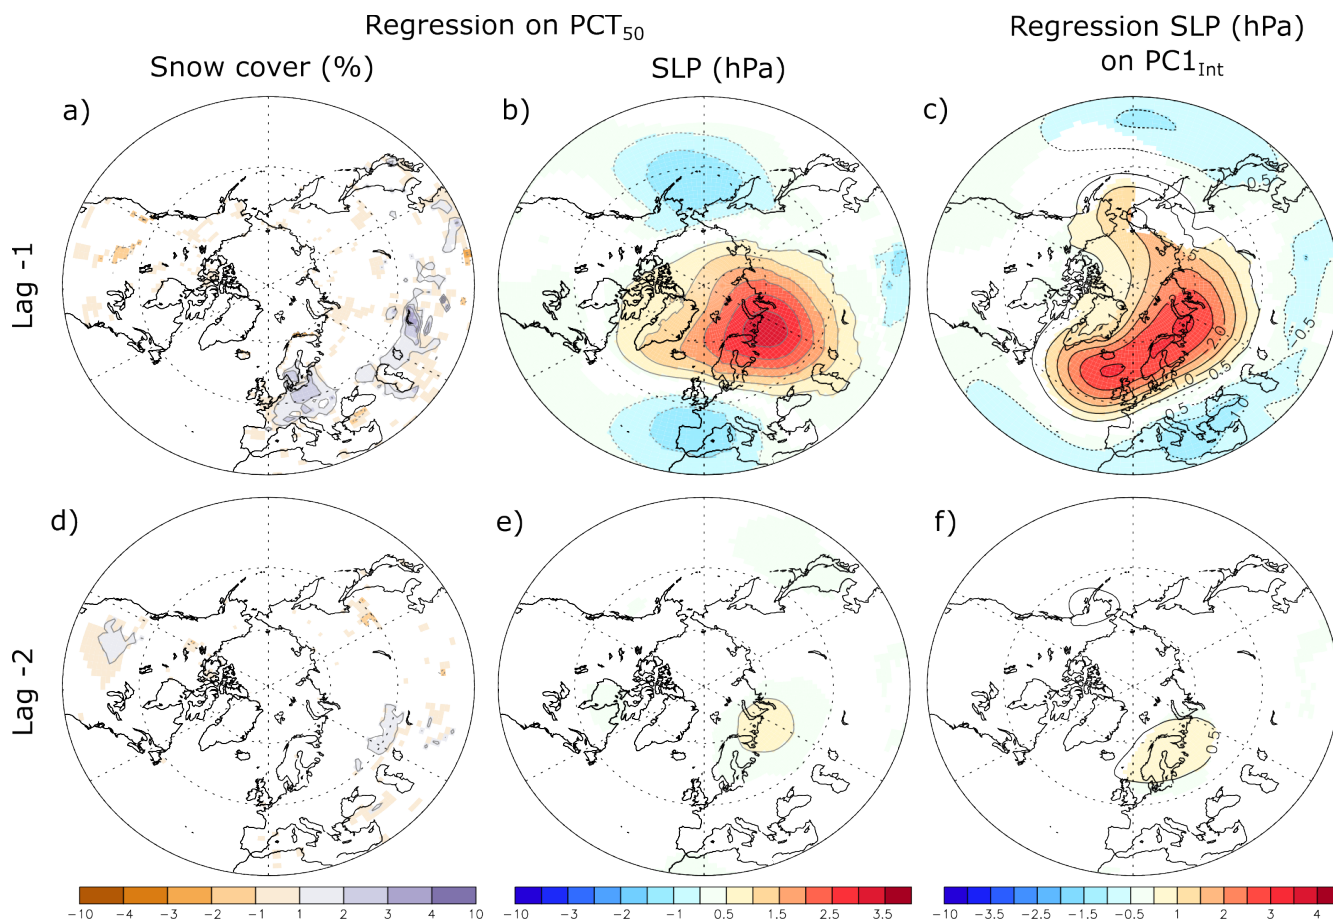 Regression on PCT50
Regression SLP (hPa)
on PC1Int
Snow cover (%)
SLP (hPa)
a)
b)
c)
Lag -1
0.5
0.5
2.0
1.0
0.5
0.5
0.5
d)
e)
f)
Lag -2
0.5
−10 −4 −3 −2 −1 1 2 3 4 10
−10 −3 −2 −1 0.5 1.5 2.5 3.5
−10 −3.5 −2.5 −1.5 −0.5 1 2 3 4